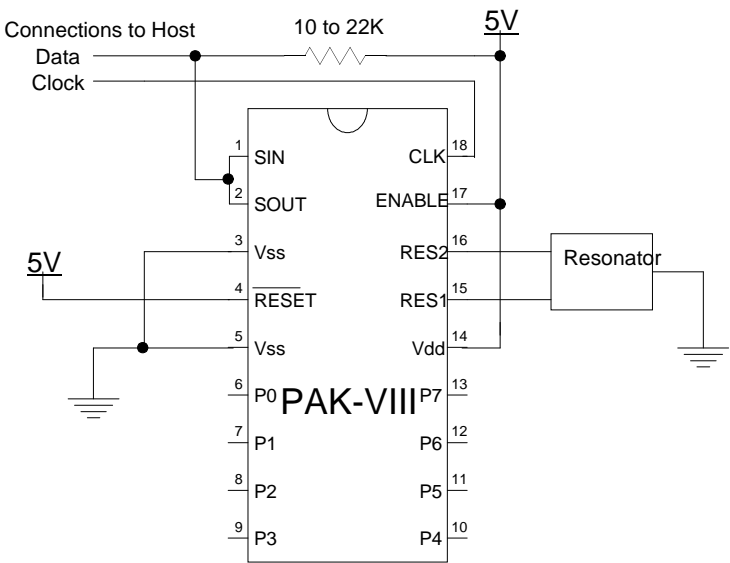 Connections to Host
Data
Clock
10 to 22K
5V
1
SIN
2
SOUT
3
Vss
5V
4
RESET
5
Vss
6
P0
7
P1
8
P2
9
P3
PAK-VIII
18
CLK
17
ENABLE
16
RES2
15
RES1
14
Vdd
13
P7
12
P6
11
P5
10
P4
Resonator